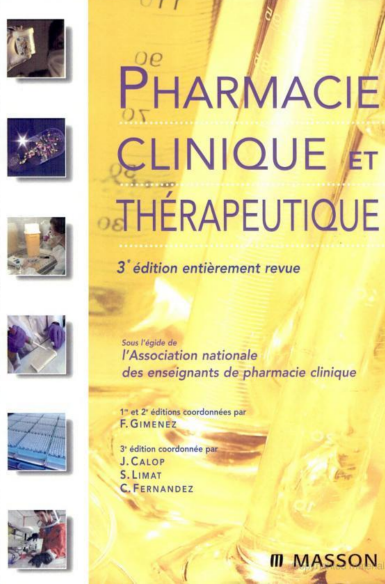 PHARMACIE
CLINIQUE ET
THÉRAPEUTIQUE
3e édition entièrement revue
Sous l'égide de
l'Association nationale
des enseignants de pharmacie clinique
1re et 2e éditions coordonnées par
F. GIMENEZ
3e édition coordonnée par
J. CALOP
S. LIMAT
C. FERNANDEZ
MASSON